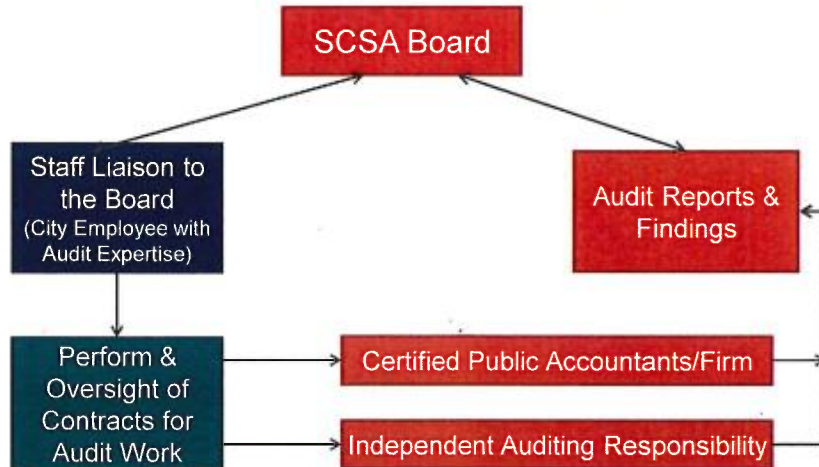 SCSA Board
Staff Liaison to
the Board
(City Employee with
Audit Expertise)
Audit Reports &
Findings
Perform &
Oversight of
Contracts for
Audit Work
Certified Public Accountants/Firm
Independent Auditing Responsibility